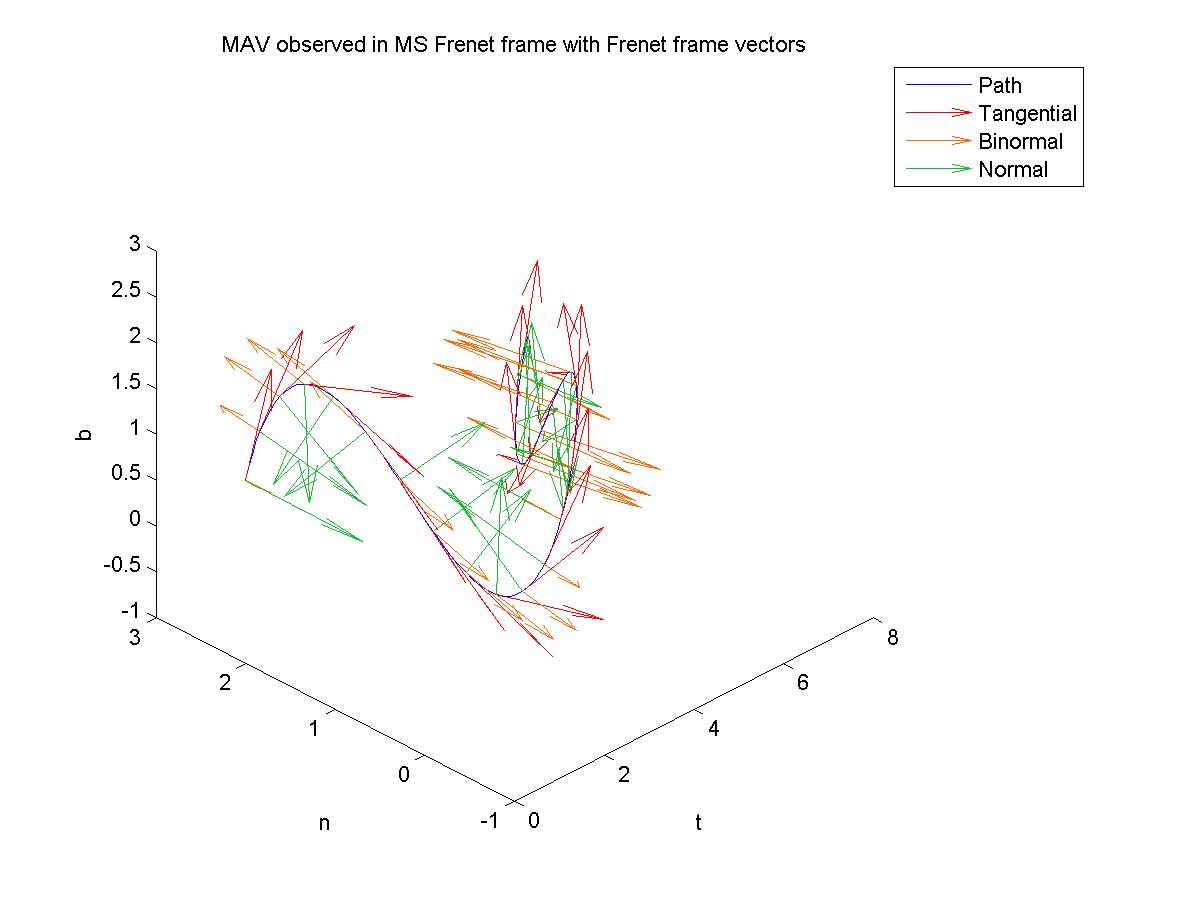 MAV observed in MS Frenet frame with Frenet frame vectors
Path
Tangential
Binormal
Normal
3
2.5
2
1.5
1
0.5
0
-0.5
-1
b
3
2
1
0
-1
n
0
2
4
6
8
t